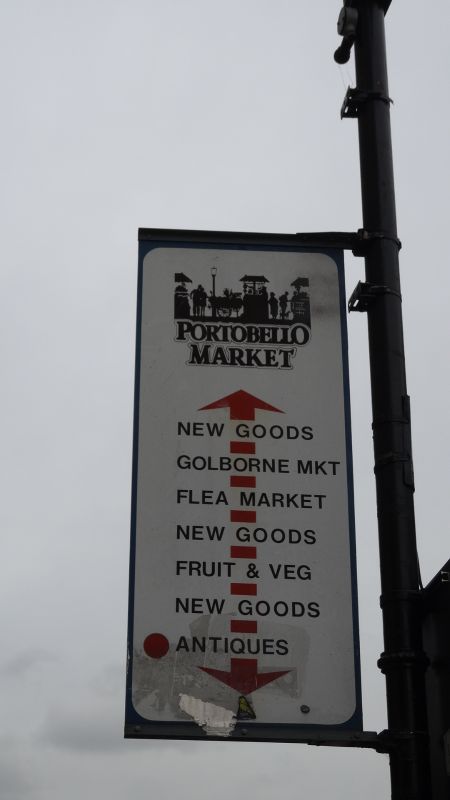 PORTOBELLO
MARKET
NEW GOODS
GOLBORNE MKT
FLEA MARKET
NEW GOODS
FRUIT & VEG
NEW GOODS
ANTIQUES